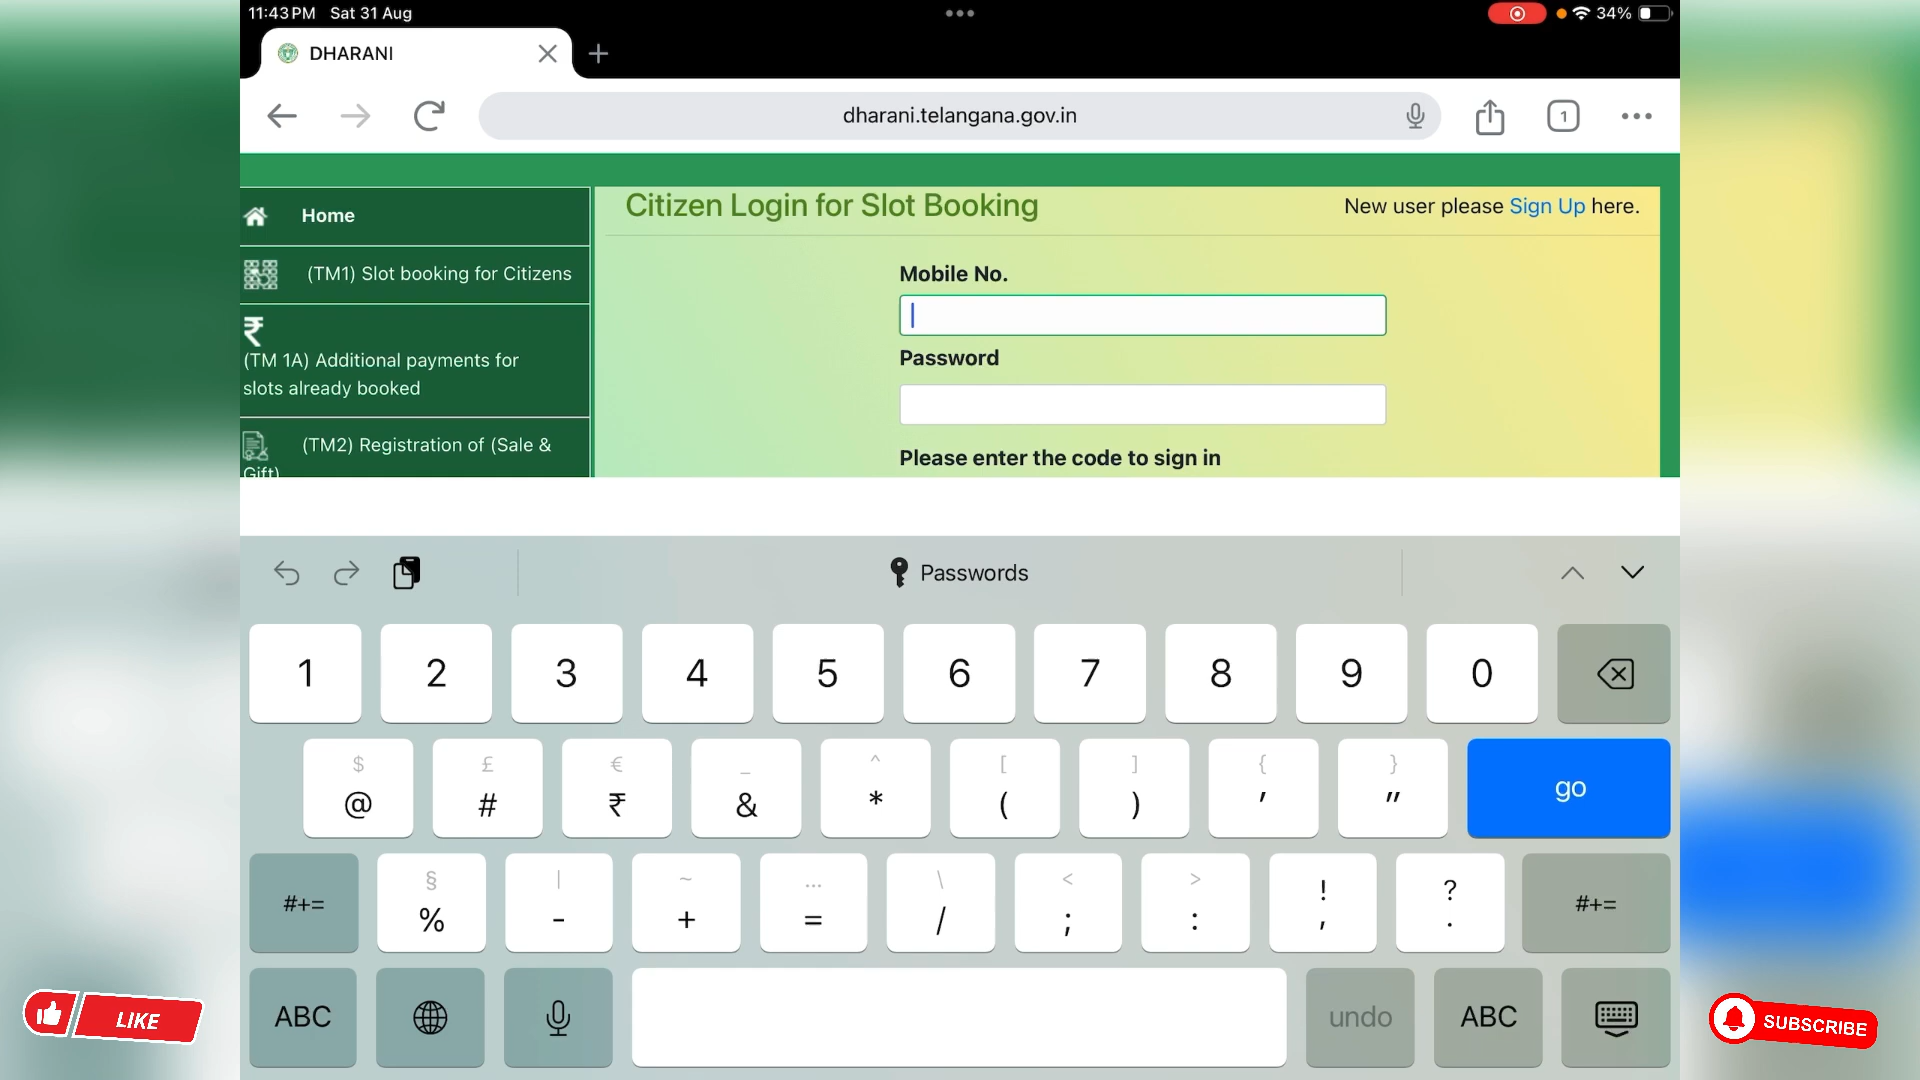 11:43 PM Sat 31 Aug
34%
DHARANI
dharani.telangana.gov.in
1
Home
(TM1) Slot booking for Citizens
₹
(TM 1A) Additional payments for
slots already booked
(TM2) Registration of (Sale &
Gift)
Citizen Login for Slot Booking
New user please Sign Up here.
Mobile No.
Password
Please enter the code to sign in
Passwords
1 2 3 4 5 6 7 8 9 0
$ £ € _ ^ [ ] { }
@ # ₹ & * ( ) ' " go
§ | ~ … \ < > ! ?
#+= % - + = / ; : , . #+=
ABC undo ABC
LIKE
SUBSCRIBE